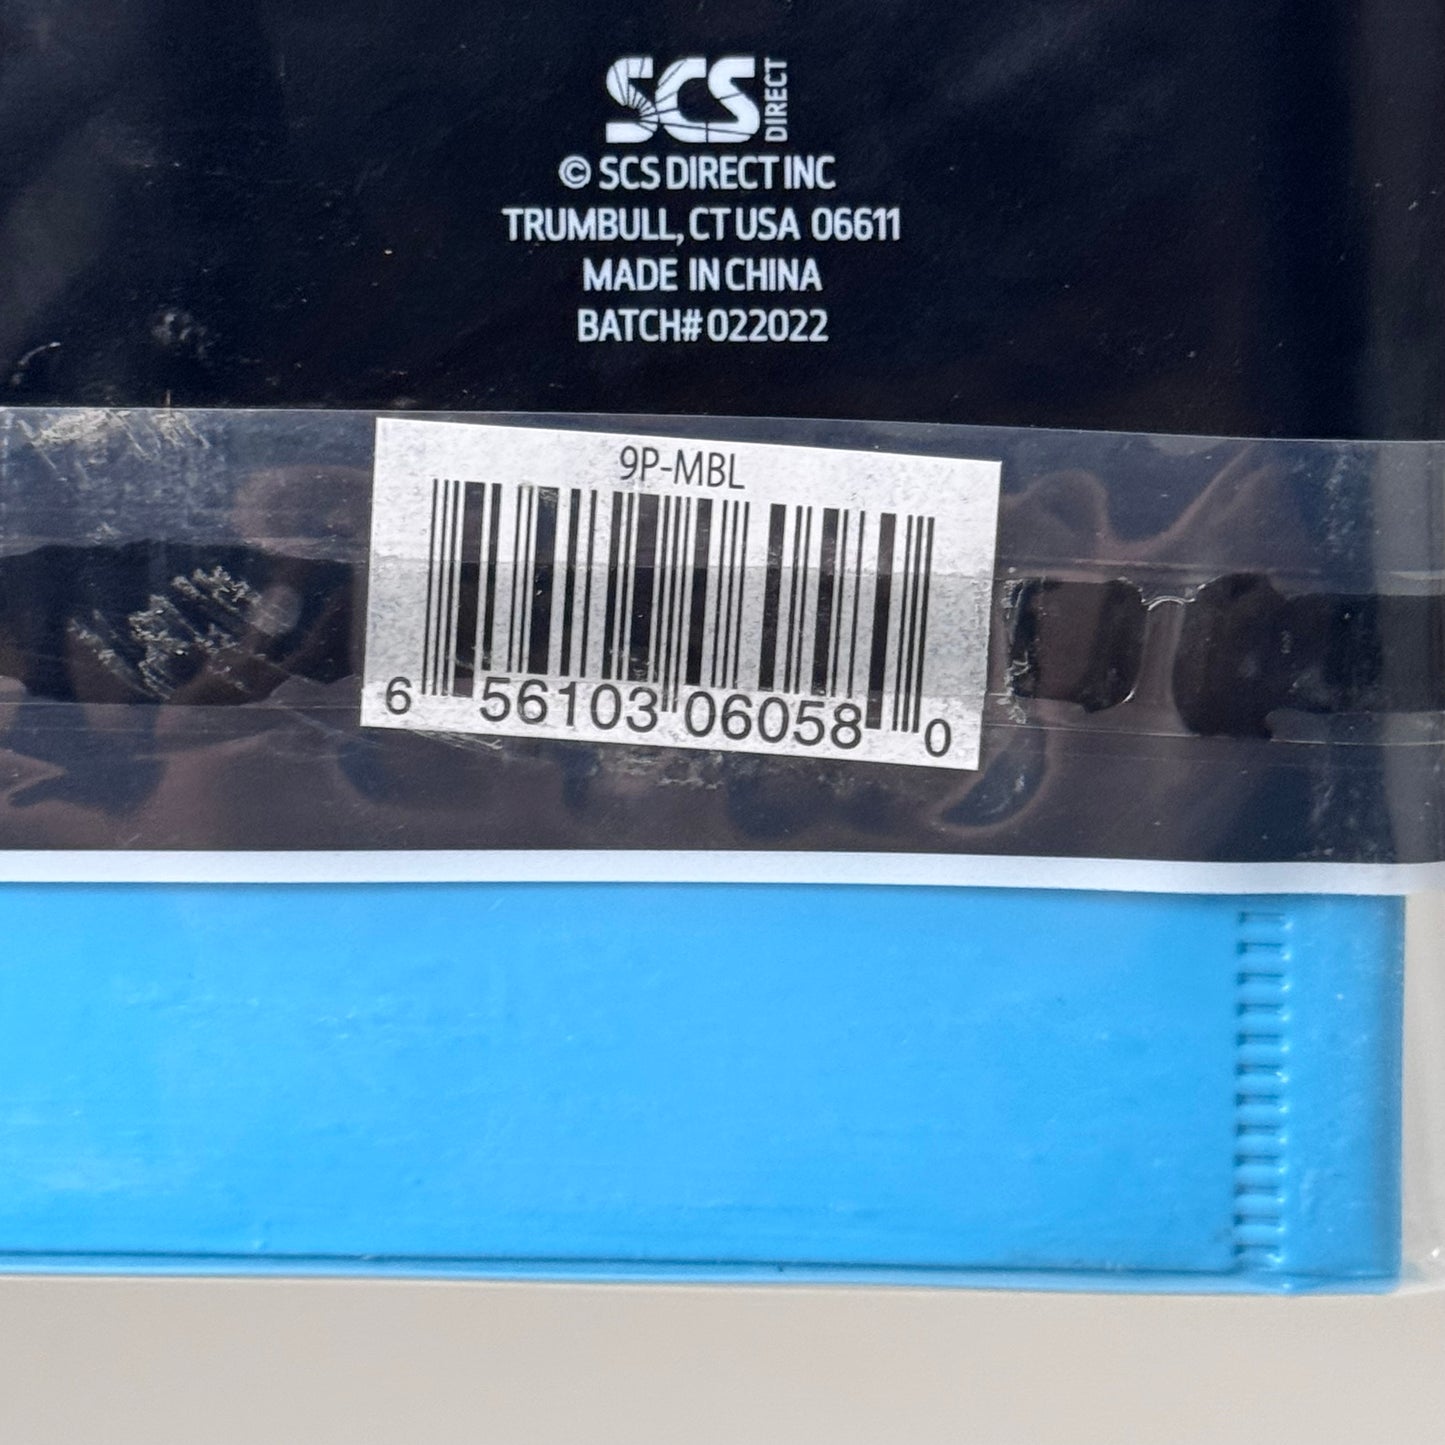 SCS DIRECT
© SCS DIRECT INC
TRUMBULL, CT USA 06611
MADE IN CHINA
BATCH# 022022
9P-MBL
6 56103 06058 0